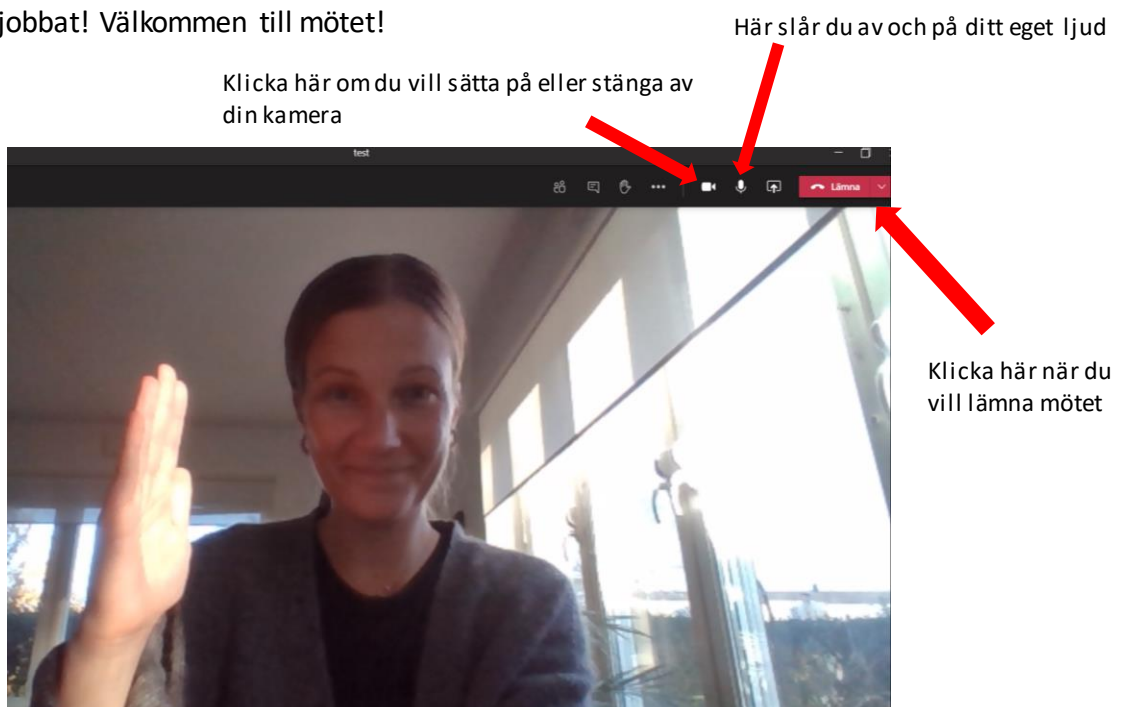 jobbat! Välkommen till mötet!
Här slår du av och på ditt eget ljud
Klicka här om du vill sätta på eller stänga av
din kamera
test
Lämna
Klicka här när du
vill lämna mötet